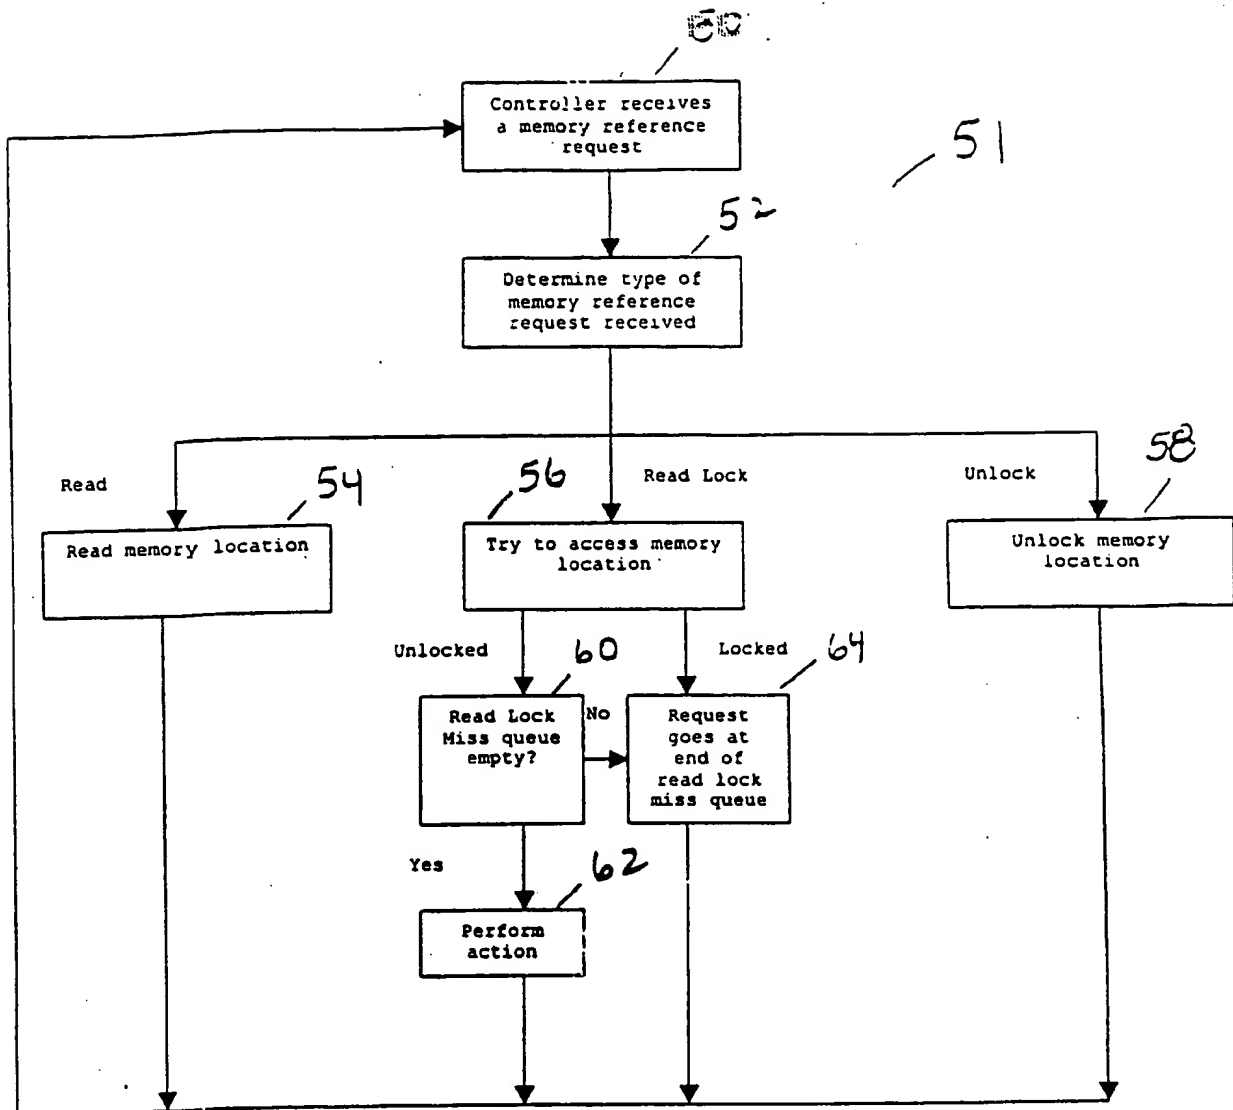 Controller receives
a memory reference
request
51
52
Determine type of
memory reference
request received
58
Read
54
56
Read Lock
Unlock
Read memory location
Try to access memory
location
Unlock memory
location
Unlocked
60
Locked
64
Read Lock
Miss queue
empty?
No
Request
goes at
end of
read lock
miss queue
Yes
62
Perform
action